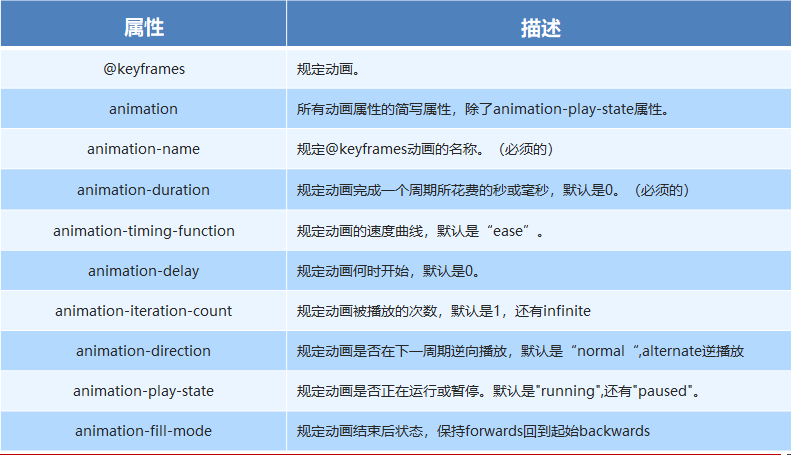 属性 描述
@keyframes 规定动画。
animation 所有动画属性的简写属性，除了animation-play-state属性。
animation-name 规定@keyframes动画的名称。（必须的）
animation-duration 规定动画完成一个周期所花费的秒或毫秒，默认是0。（必须的）
animation-timing-function 规定动画的速度曲线，默认是“ease”。
animation-delay 规定动画何时开始，默认是0。
animation-iteration-count 规定动画被播放的次数，默认是1，还有infinite
animation-direction 规定动画是否在下一周期逆向播放，默认是“normal“,alternate逆播放
animation-play-state 规定动画是否正在运行或暂停。默认是"running",还有"paused"。
animation-fill-mode 规定动画结束后状态，保持forwards回到起始backwards